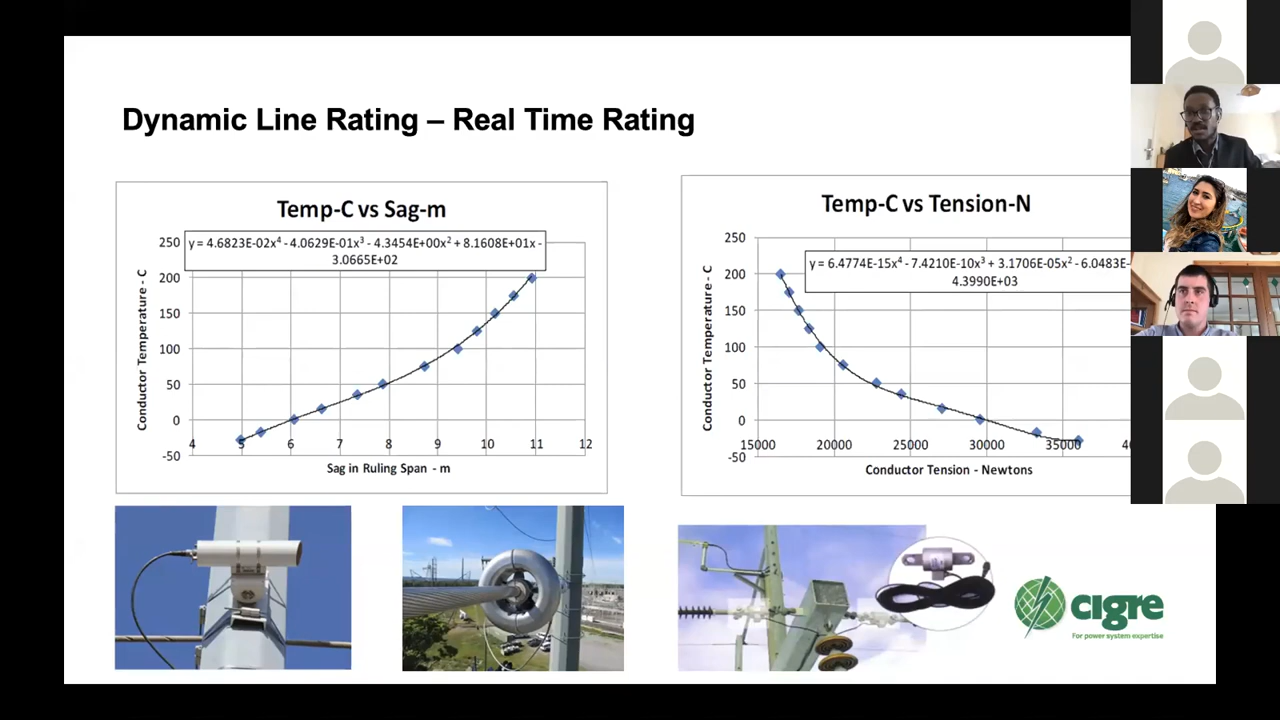 Dynamic Line Rating – Real Time Rating
Temp-C vs Sag-m
y = 4.6823E-02x⁴ - 4.0629E-01x³ - 4.3454E+00x² + 8.1608E+01x -
3.0665E+02
Conductor Temperature - C
250
200
150
100
50
0
-50
4 5 6 7 8 9 10 11 12
Sag in Ruling Span - m
Temp-C vs Tension-N
y = 6.4774E-15x⁴ - 7.4210E-10x³ + 3.1706E-05x² - 6.0483E-
4.3990E+03
Conductor Temperature - C
250
200
150
100
50
0
-50
15000 20000 25000 30000 35000
Conductor Tension - Newtons
cigre
For power system expertise